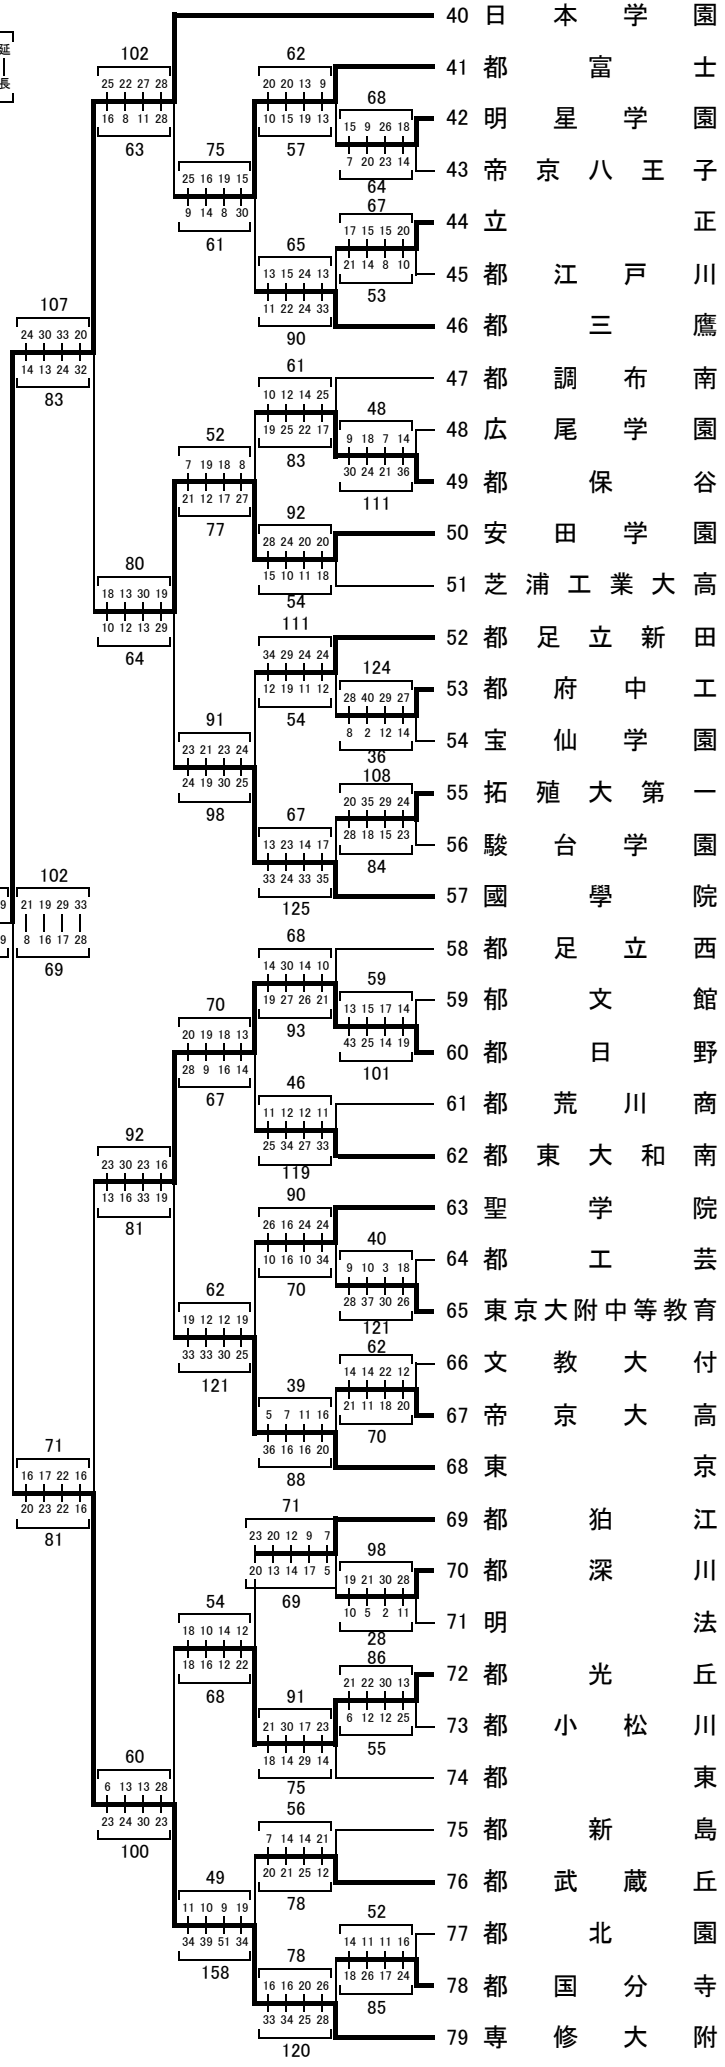 40 日本学園
延
102
62
長
41 都富士
25 22 27 28
20 20 13 9
68
16 8 11 28
10 15 19 13
42 明星学園
15 9 26 18
63
75
57
7 20 23 14
43 帝京八王子
25 16 19 15
64
67
9 14 8 30
44 立正
17 15 15 20
61
65
21 14 8 10
45 都江戸川
13 15 24 13
53
107
11 22 24 33
46 都三鷹
24 30 33 20
90
14 13 24 32
61
47 都調布南
83
10 12 14 25
48
19 25 22 17
48 広尾学園
52
9 18 7 14
83
7 19 18 8
30 24 21 36
49 都保谷
21 12 17 27
111
77
92
50 安田学園
28 24 20 20
80
15 10 11 18
51 芝浦工業大高
18 13 30 19
54
10 12 13 29
111
52 都足立新田
64
34 29 24 24
124
12 19 11 12
53 都府中工
91
28 40 29 27
54
8 2 12 14
54 宝仙学園
23 21 23 24
36
24 19 30 25
108
55 拓殖大第一
98
67
20 35 29 24
28 18 15 23
56 駿台学園
13 23 14 17
84
33 24 33 35
57 國學院
102
125
9
21 19 29 33
68
58 都足立西
9
8 16 17 28
14 30 14 10
59
69
19 27 26 21
59 郁文館
70
13 15 17 14
93
20 19 18 13
43 25 14 19
60 都日野
28 9 16 14
101
67
46
61 都荒川商
11 12 12 11
92
25 34 27 33
62 都東大和南
23 30 23 16
119
13 16 33 19
90
63 聖学院
81
26 16 24 24
40
10 16 10 34
64 都工芸
62
9 10 3 18
70
28 37 30 26
65 東京大附中等教育
19 12 12 19
121
33 33 30 25
62
66 文教大付
121
39
14 14 22 12
21 11 18 20
67 帝京大高
5 7 11 16
70
71
36 16 16 20
68 東京
16 17 22 16
88
20 23 22 16
71
69 都狛江
81
23 20 12 9 7
98
20 13 14 17 5
70 都深川
54
19 21 30 28
69
10 5 2 11
71 明法
18 10 14 12
28
18 16 12 22
86
72 都光丘
68
91
21 22 30 13
6 12 12 25
73 都小松川
21 30 17 23
55
60
18 14 29 14
74 都東
6 13 13 28
75
23 24 30 23
56
75 都新島
100
7 14 14 21
49
20 21 25 12
76 都武蔵丘
78
11 10 9 19
52
34 39 51 34
77 都北園
78
14 11 11 16
158
18 26 17 24
78 都国分寺
16 16 20 26
85
33 34 25 28
79 専修大附
120